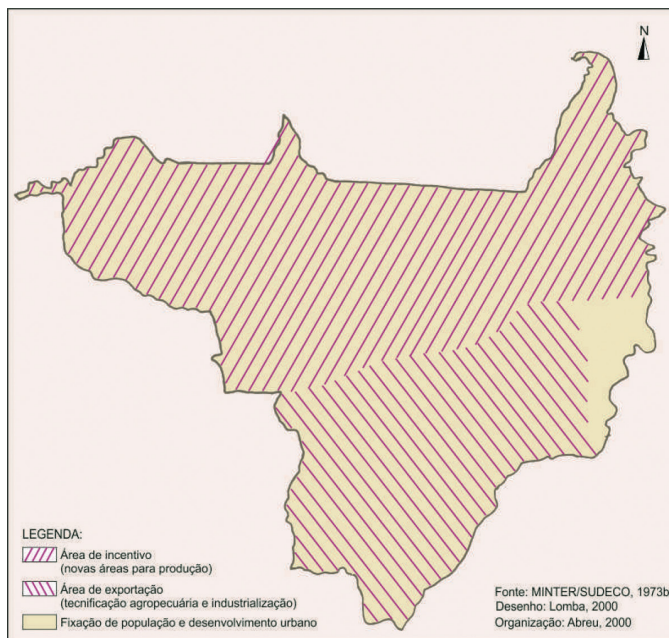 N
LEGENDA:
Área de incentivo
(novas áreas para produção)
Área de exportação
(tecnificação agropecuária e industrialização)
Fixação de população e desenvolvimento urbano
Fonte: MINTER/SUDECO, 1973b
Desenho: Lomba, 2000
Organização: Abreu, 2000